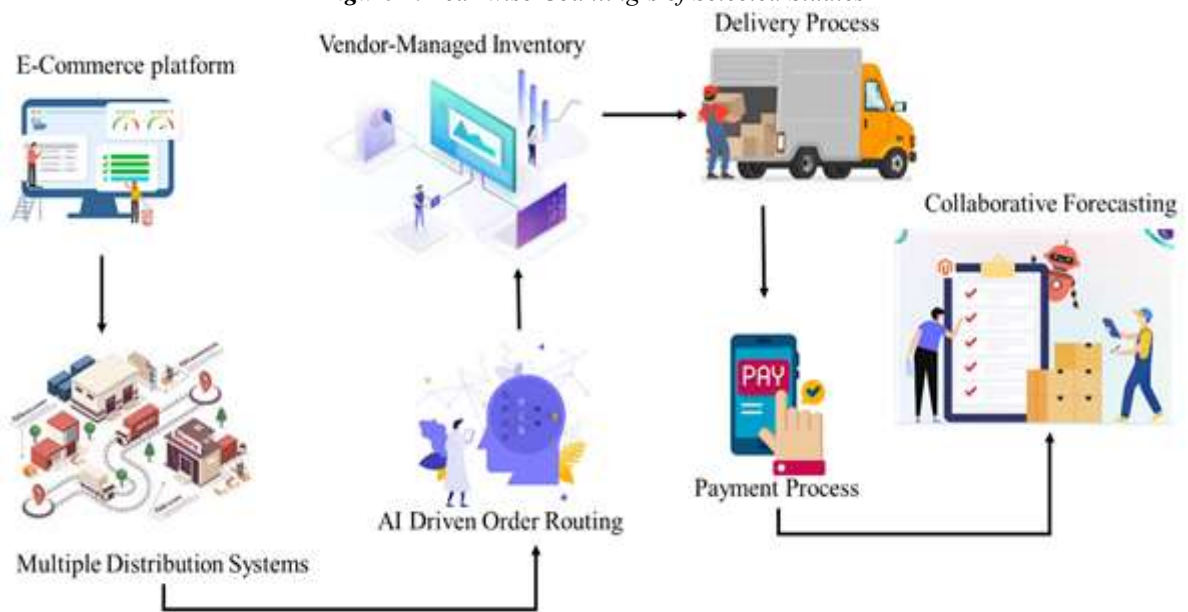 Delivery Process
Vendor-Managed Inventory
E-Commerce platform
Collaborative Forecasting
PAY
Payment Process
AI Driven Order Routing
Multiple Distribution Systems